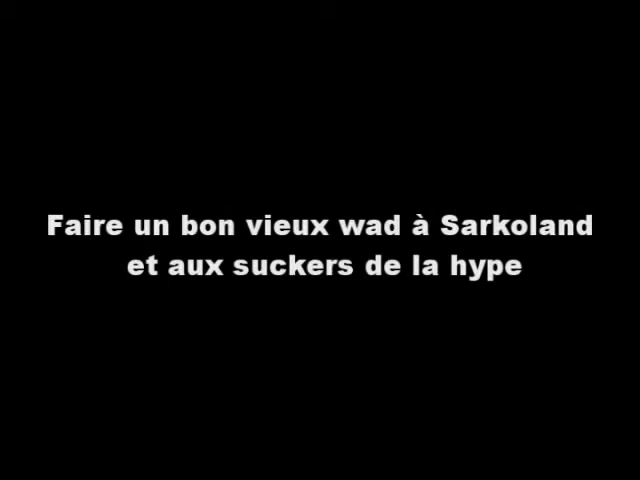 Faire un bon vieux wad à Sarkoland
et aux suckers de la hype